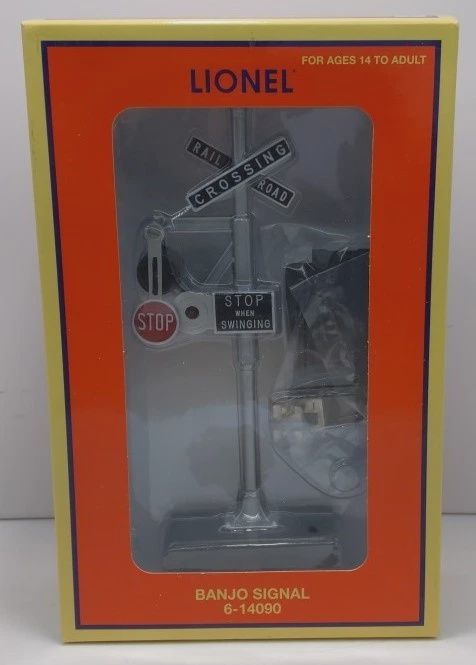 FOR AGES 14 TO ADULT
LIONEL
RAIL ROAD
CROSSING
STOP
STOP
WHEN
SWINGING
BANJO SIGNAL
6-14090